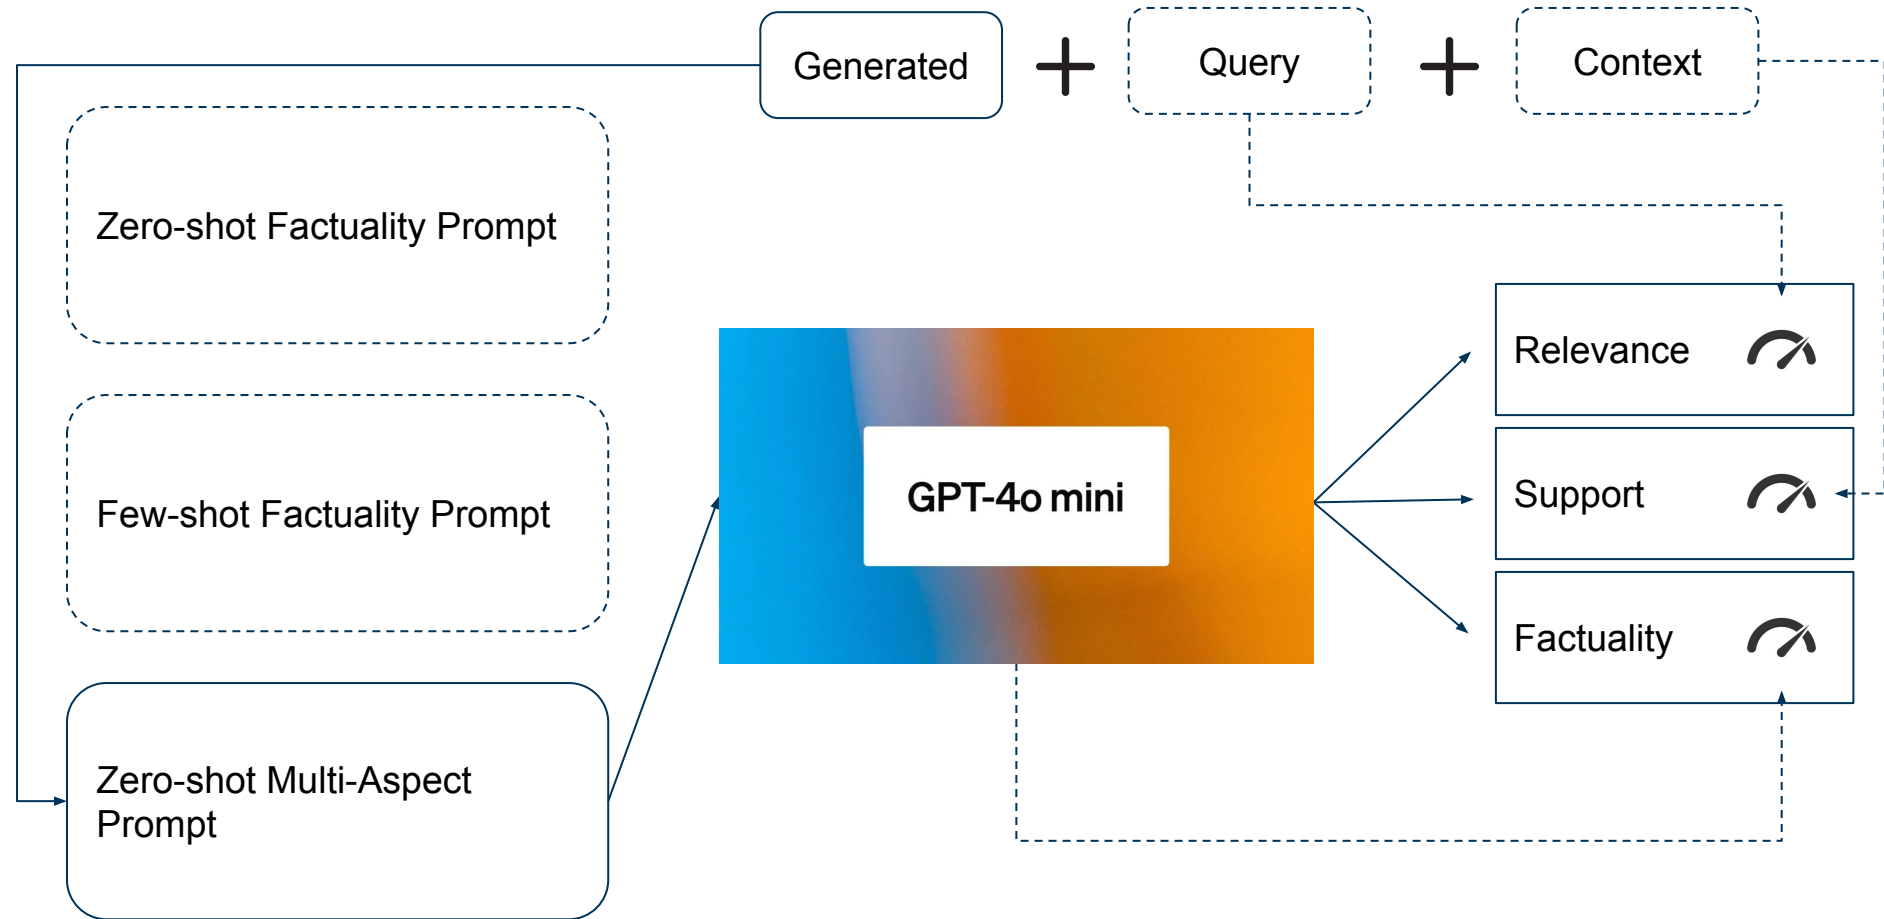 Generated + Query + Context
Zero-shot Factuality Prompt
Few-shot Factuality Prompt
Zero-shot Multi-Aspect
Prompt
GPT-4o mini
Relevance
Support
Factuality